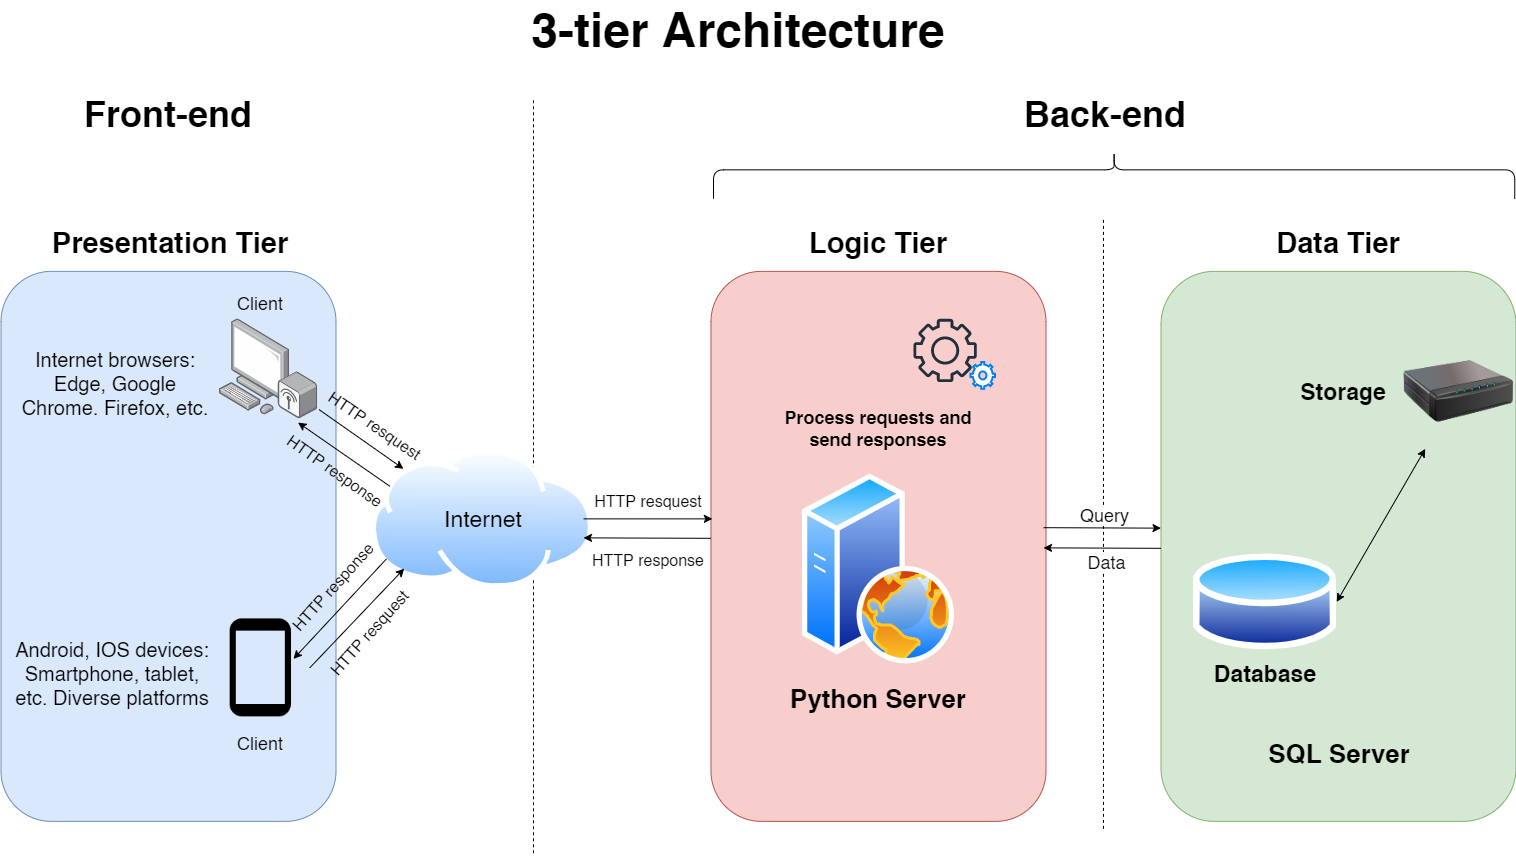 3-tier Architecture
Front-end
Back-end
Presentation Tier
Logic Tier
Data Tier
Client
Internet browsers:
Edge, Google
Chrome. Firefox, etc.
HTTP resquest
HTTP response
Internet
HTTP response
HTTP resquest
Android, IOS devices:
Smartphone, tablet,
etc. Diverse platforms
Client
HTTP resquest
HTTP response
Process requests and
send responses
Python Server
Query
Data
Storage
Database
SQL Server